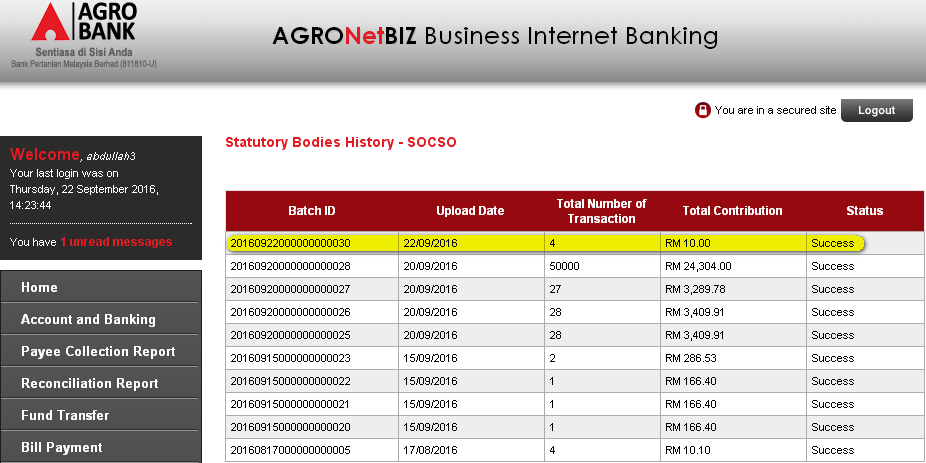 AGRO
BANK
Sentiasa di Sisi Anda
Bank Pertanian Malaysia Berhad (811810-U)
AGRONetBIZ Business Internet Banking
You are in a secured site
Logout
Welcome, abdullah3
Your last login was on
Thursday, 22 September 2016,
14:23:44
You have 1 unread messages
Home
Account and Banking
Payee Collection Report
Reconciliation Report
Fund Transfer
Bill Payment
Statutory Bodies History - SOCSO
Batch ID Upload Date Total Number of Transaction Total Contribution Status
20160922000000000030 22/09/2016 4 RM 10.00 Success
20160920000000000028 20/09/2016 50000 RM 24,304.00 Success
20160920000000000027 20/09/2016 27 RM 3,289.78 Success
20160920000000000026 20/09/2016 28 RM 3,409.91 Success
20160920000000000025 20/09/2016 28 RM 3,409.91 Success
20160915000000000023 15/09/2016 2 RM 286.53 Success
20160915000000000022 15/09/2016 1 RM 166.40 Success
20160915000000000021 15/09/2016 1 RM 166.40 Success
20160915000000000020 15/09/2016 1 RM 166.40 Success
20160817000000000005 17/08/2016 4 RM 10.10 Success